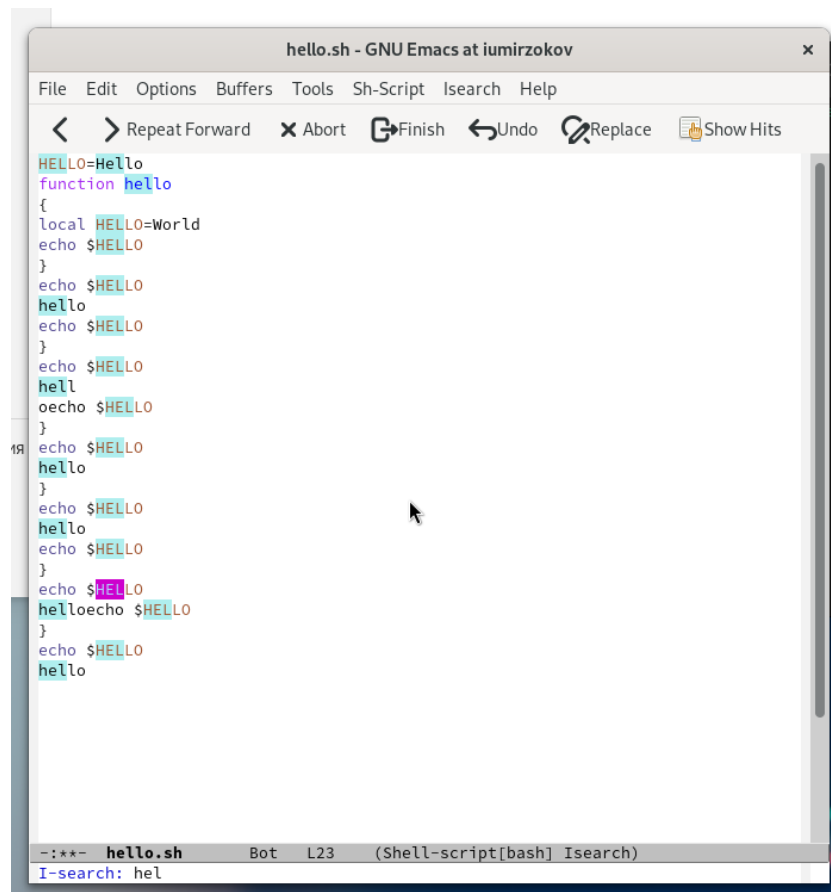 hello.sh - GNU Emacs at iumirzokov ×
File Edit Options Buffers Tools Sh-Script Isearch Help
Repeat Forward Abort Finish Undo Replace Show Hits
HELLO=Hello
function hello
{
local HELLO=World
echo $HELLO
}
echo $HELLO
hello
echo $HELLO
}
echo $HELLO
hell
oecho $HELLO
}
ия
echo $HELLO
hello
}
echo $HELLO
hello
echo $HELLO
}
echo $HELLO
helloecho $HELLO
}
echo $HELLO
hello
-:**- hello.sh Bot L23 (Shell-script[bash] Isearch)
I-search: hel